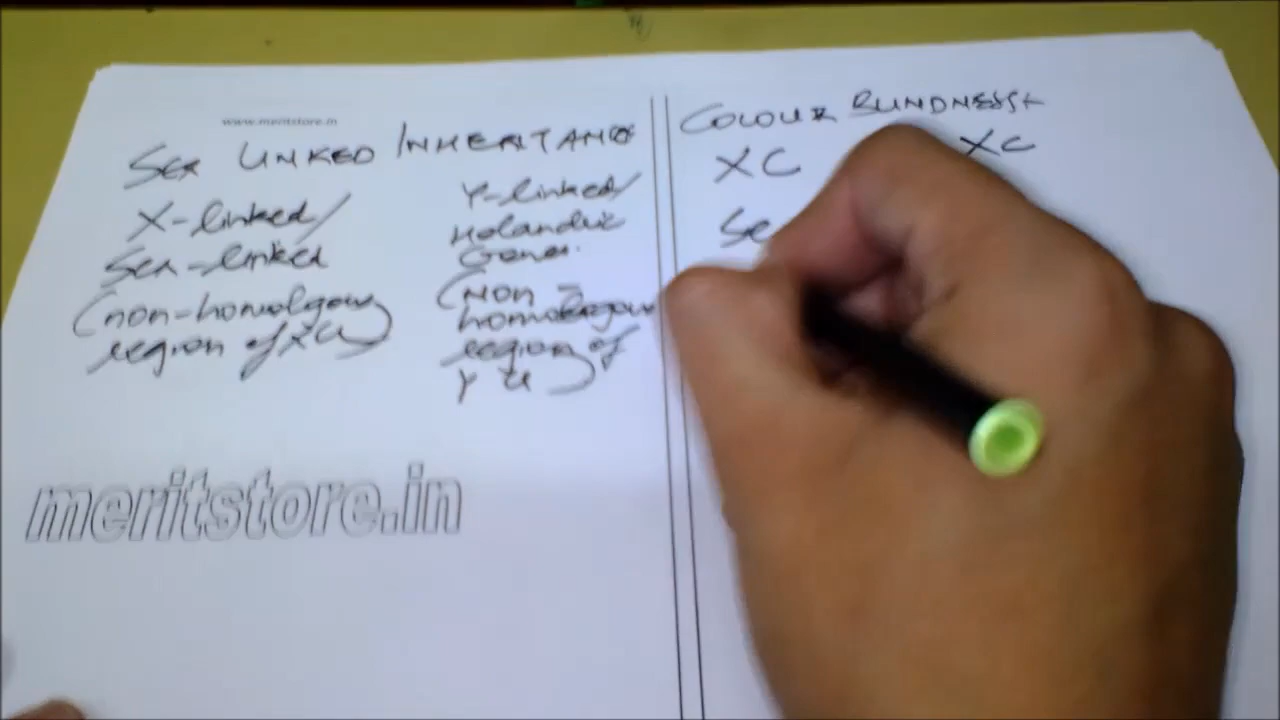 www.meritstore.in
SEX LINKED INHERITANCE
X-linked/
Sex-linked
(non-homologous
region of X
Y-linked/
Holandric
Genes.
(Non-
homologous
region of
Y
COLOUR BLINDNESS
XC XC
Se
meritstore.in